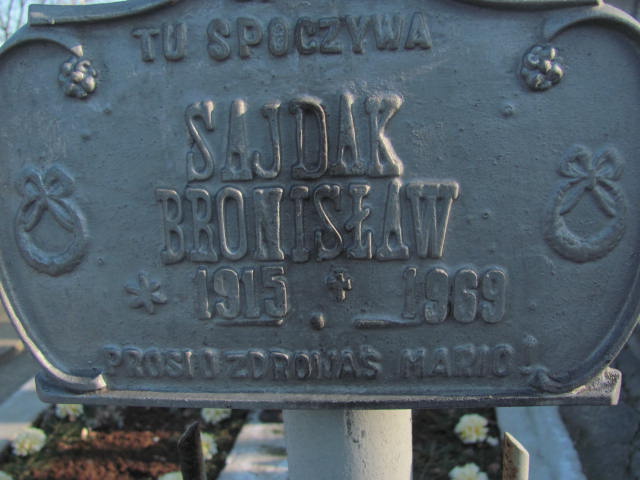 TU SPOCZYWA
SAJDAK
BRONISŁAW
* 1915 . ✝ 1969
PROSI O ZDROWAŚ MARIO